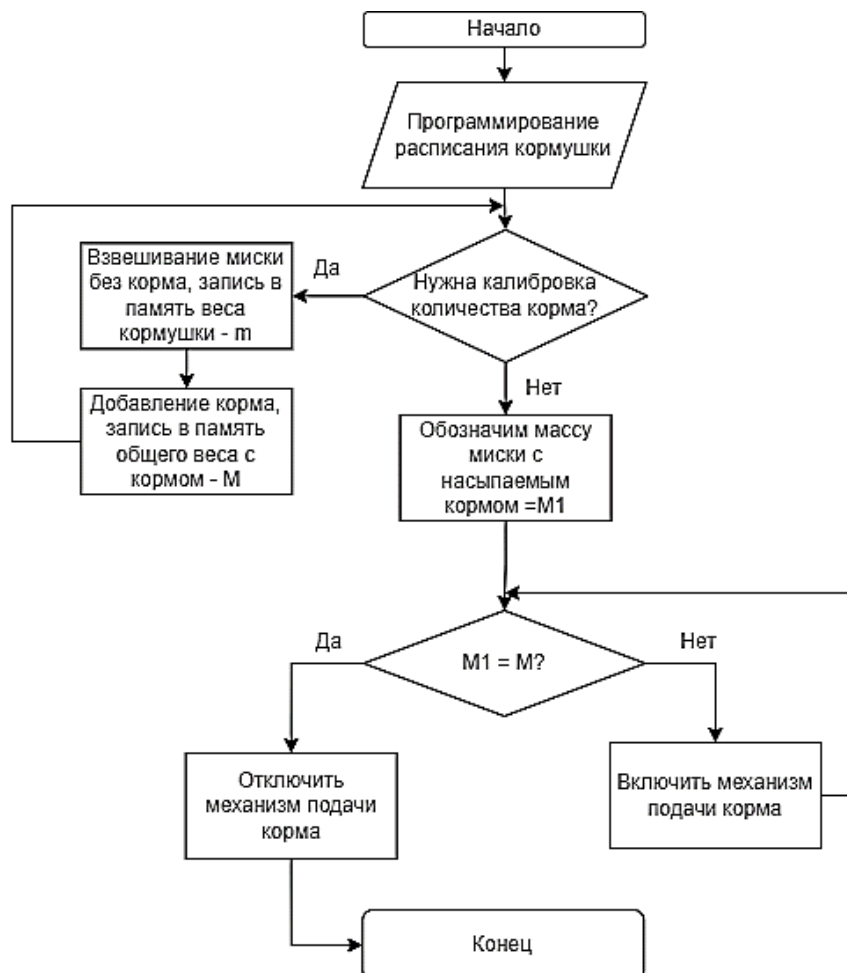 Начало
Программирование
расписания кормушки
Нужна калибровка
количества корма?
Да
Взвешивание миски
без корма, запись в
память веса
кормушки - m
Добавление корма,
запись в память
общего веса с
кормом - M
Нет
Обозначим массу
миски с
насыпаемым
кормом =M1
M1 = M?
Да
Нет
Отключить
механизм подачи
корма
Включить механизм
подачи корма
Конец